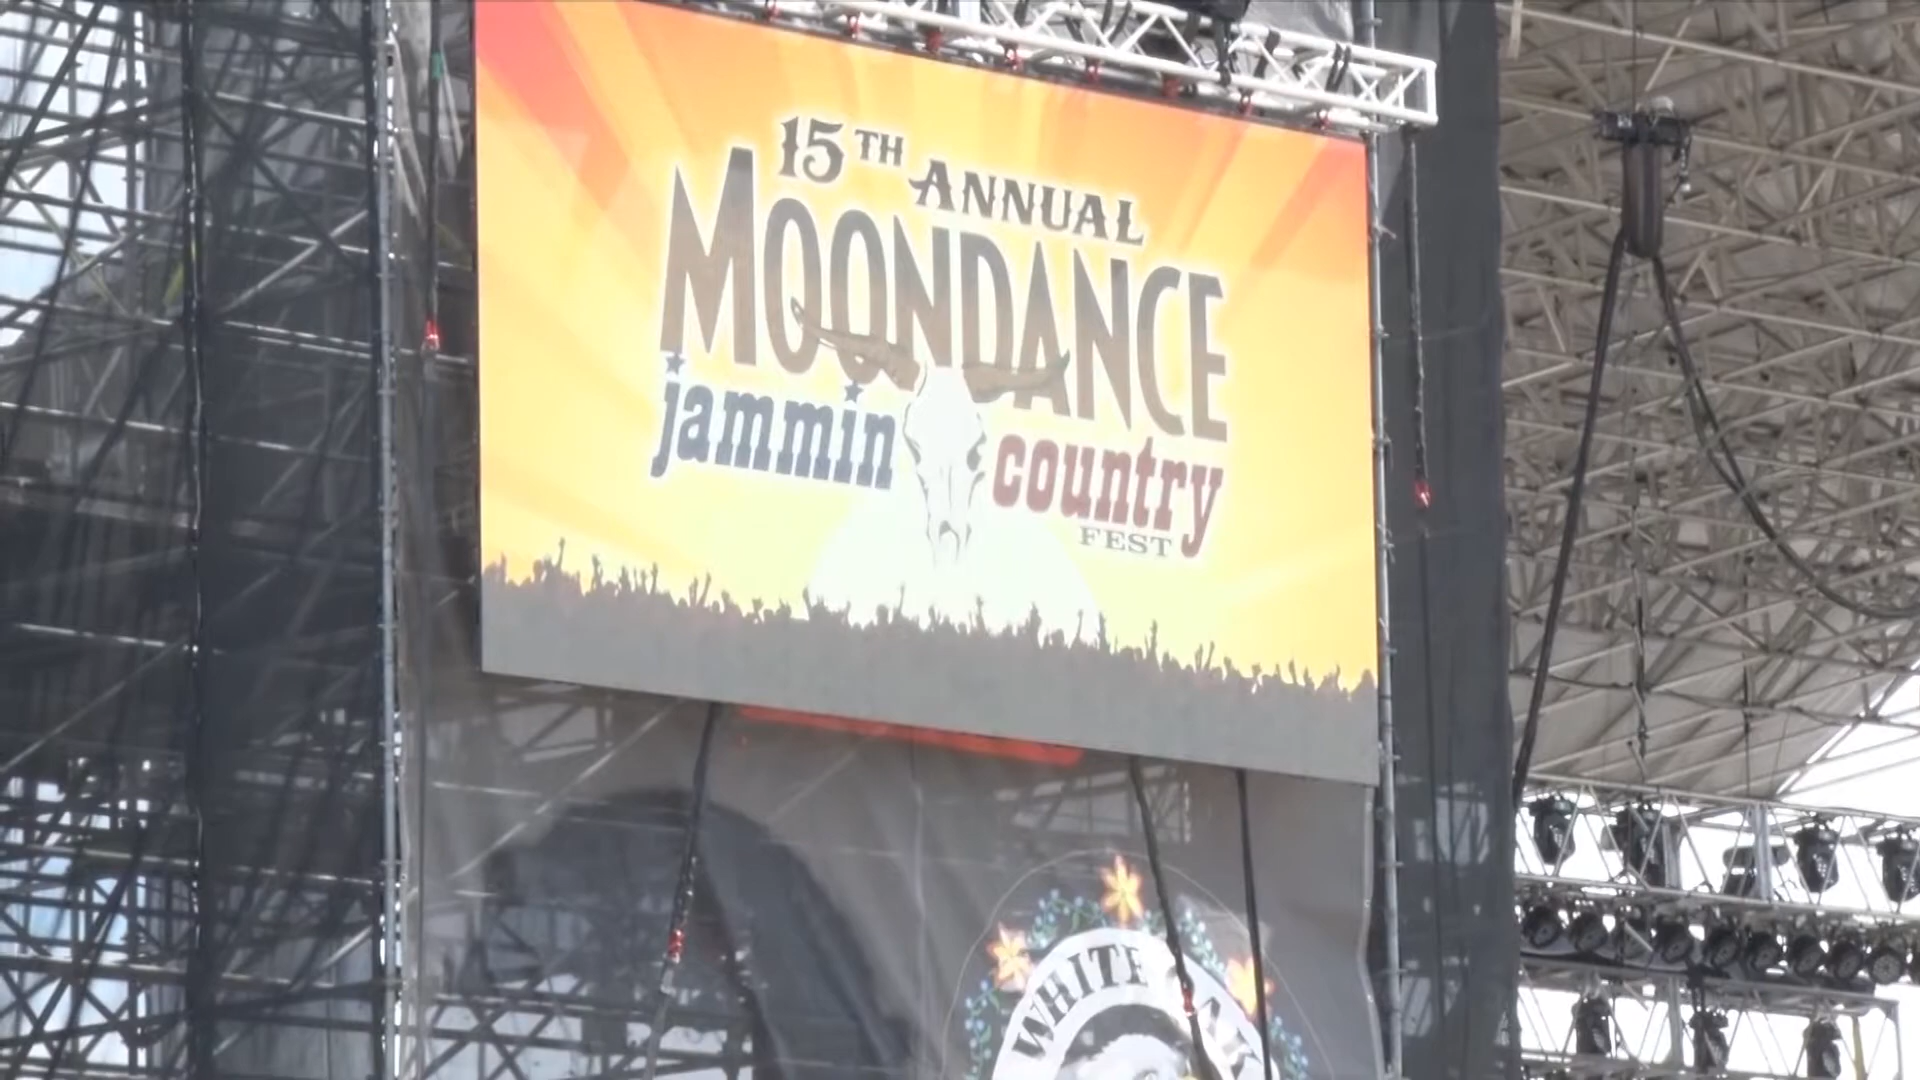 15TH ANNUAL
MOONDANCE
jammin country
FEST
WHITE